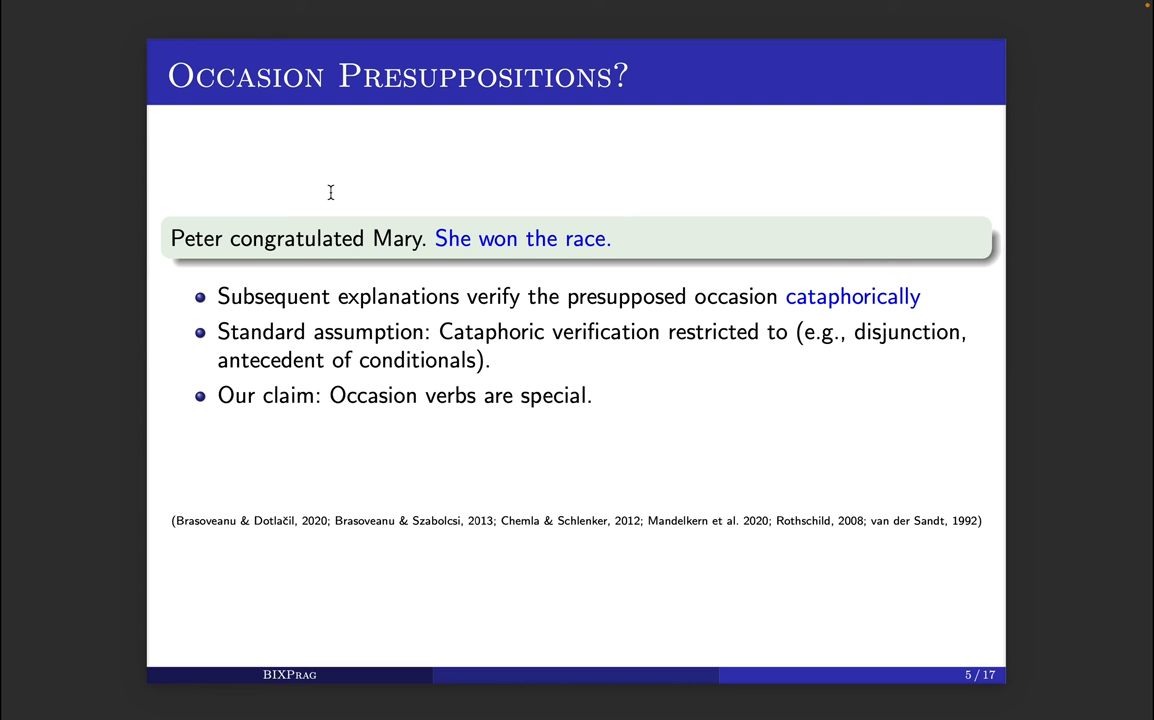 Occasion Presuppositions?
Peter congratulated Mary. She won the race.
Subsequent explanations verify the presupposed occasion cataphorically
Standard assumption: Cataphoric verification restricted to (e.g., disjunction,
antecedent of conditionals).
Our claim: Occasion verbs are special.
(Brasoveanu & Dotlačil, 2020; Brasoveanu & Szabolcsi, 2013; Chemla & Schlenker, 2012; Mandelkern et al. 2020; Rothschild, 2008; van der Sandt, 1992)
BIXPrag 5 / 17